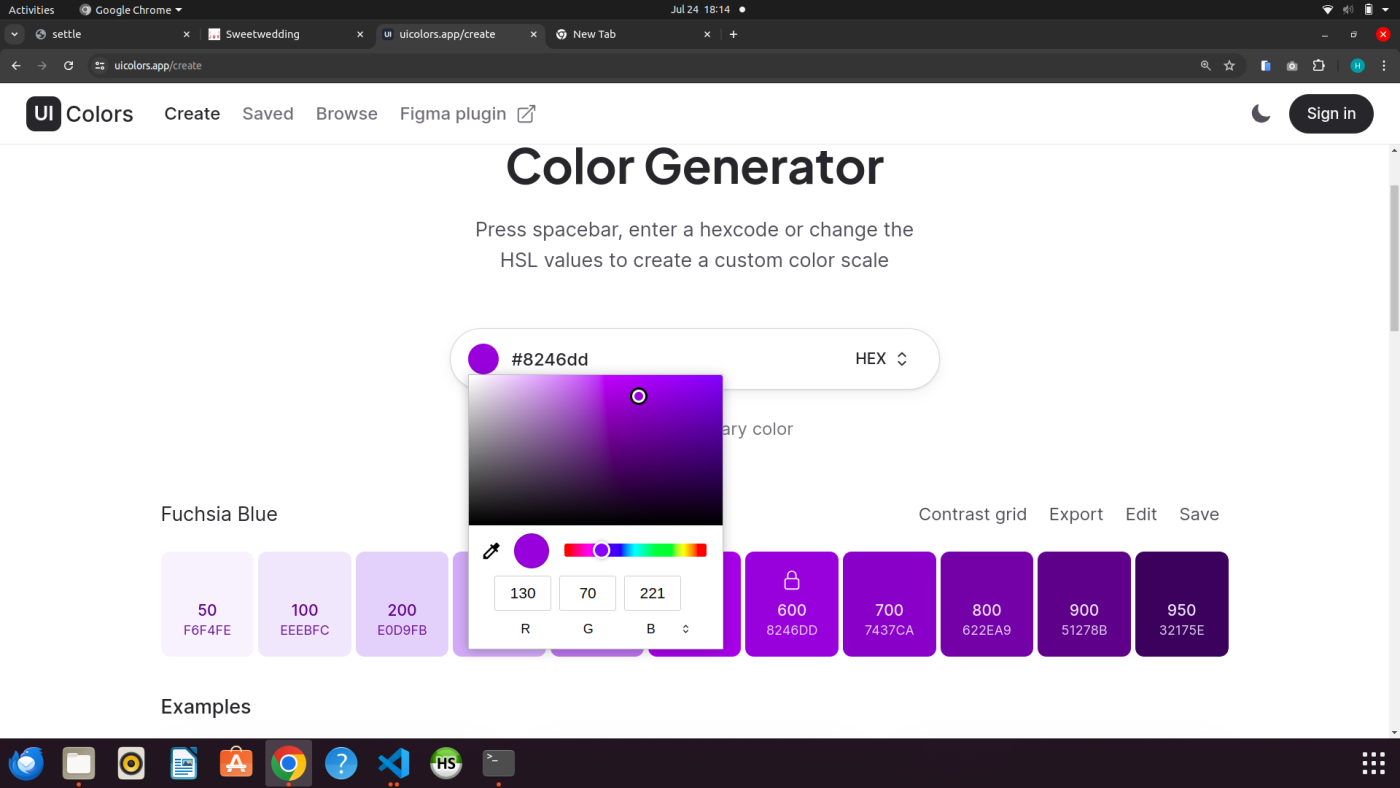 Activities Google Chrome Jul 24 18:14
settle Sweetwedding uicolors.app/create New Tab
uicolors.app/create H
UI Colors Create Saved Browse Figma plugin Sign in
Color Generator
Press spacebar, enter a hexcode or change the
HSL values to create a custom color scale
#8246dd HEX
ary color
Fuchsia Blue Contrast grid Export Edit Save
50 100 200 600 700 800 900 950
F6F4FE EEEBFC E0D9FB 8246DD 7437CA 622EA9 51278B 32175E
130 70 221
R G B
Examples
HS